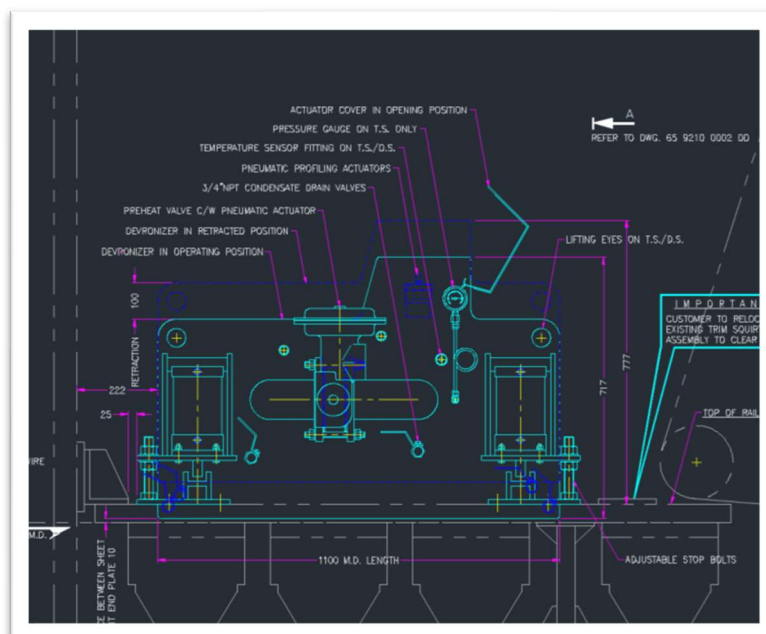 ACTUATOR COVER IN OPENING POSITION
PRESSURE GAUGE ON T.S. ONLY
TEMPERATURE SENSOR FITTING ON T.S./D.S.
PNEUMATIC PROFILING ACTUATORS
3/4"NPT CONDENSATE DRAIN VALVES
PREHEAT VALVE C/W PNEUMATIC ACTUATOR
DEVRONIZER IN RETRACTED POSITION
DEVRONIZER IN OPERATING POSITION
A
REFER TO DWG. 65 9210 0002 DD
LIFTING EYES ON T.S./D.S.
IMPORTAN
CUSTOMER TO RELOC
EXISTING TRIM SQUIR
ASSEMBLY TO CLEAR
100
RETRACTION
222
25
777
717
TOP OF RAIL
UIRE
M.D.
1100 M.D. LENGTH
ADJUSTABLE STOP BOLTS
E BETWEEN SHEET
T END PLATE 10